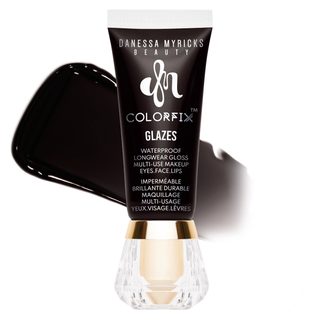 DANESSA MYRICKS
BEAUTY
COLORFIX™
GLAZES
WATERPROOF
LONGWEAR GLOSS
MULTI-USE MAKEUP
EYES.FACE.LIPS
IMPERMÉABLE
BRILLANTE DURABLE
MAQUILLAGE
MULTI-USAGE
YEUX.VISAGE.LÈVRES